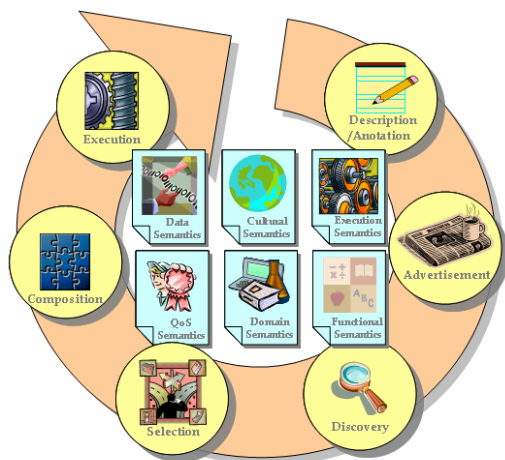 Execution
Description
/Anotation
Data
Semantics
Cultural
Semantics
Execution
Semantics
Composition
Advertisement
QoS
Semantics
Domain
Semantics
Functional
Semantics
A B C
Selection
Discovery